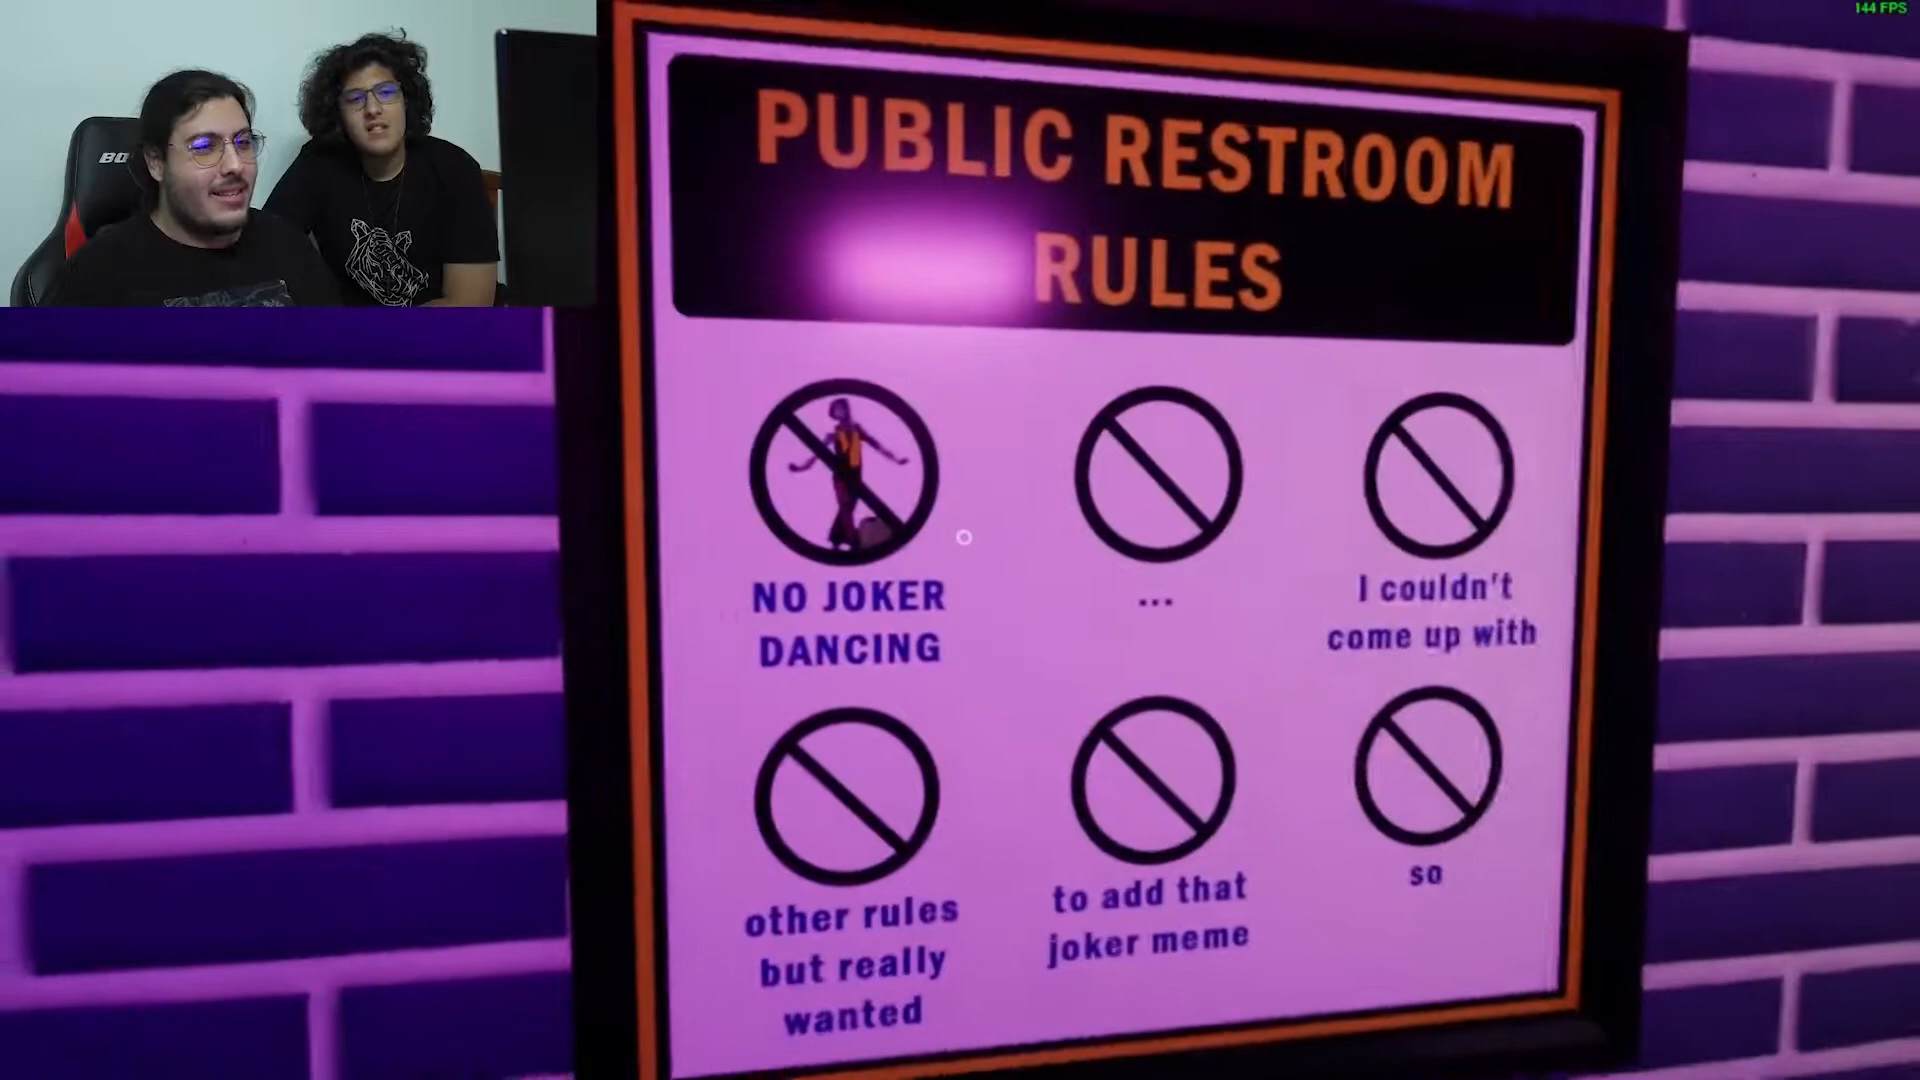 144 FPS
PUBLIC RESTROOM
RULES
NO JOKER
DANCING
...
I couldn't
come up with
other rules
but really
wanted
to add that
joker meme
so